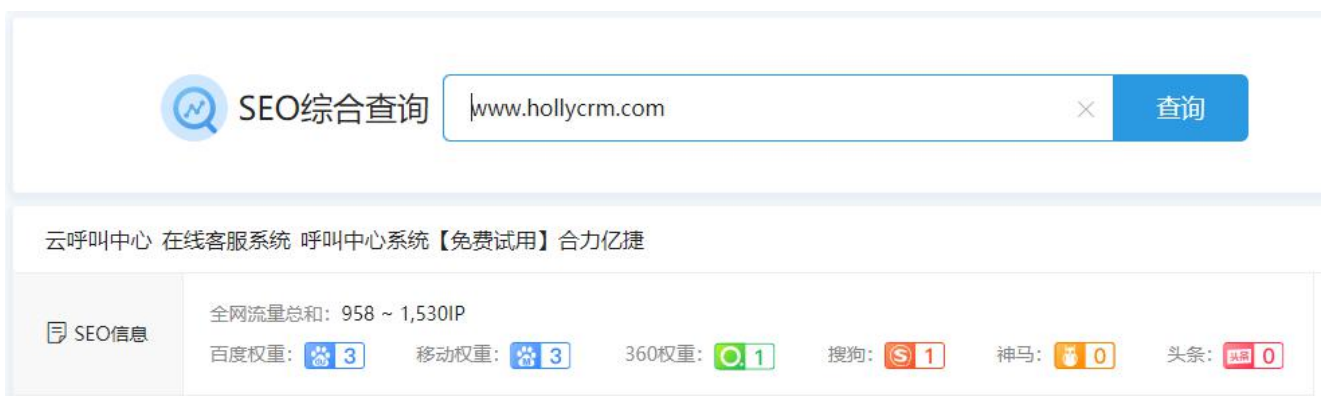 SEO综合查询 www.hollycrm.com × 查询
云呼叫中心 在线客服系统 呼叫中心系统【免费试用】合力亿捷
SEO信息
全网流量总和：958 ~ 1,530IP
百度权重： 3 移动权重： 3 360权重： 1 搜狗： 1 神马： 0 头条： 头条 0